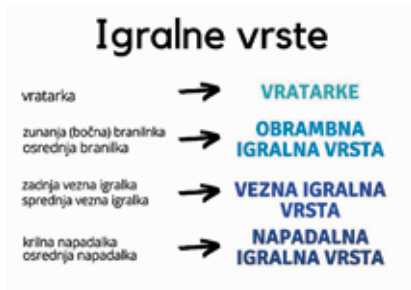 Igralne vrste
vratarka
VRATARKE
zunanja (bočna) branilnka
osrednja branilka
OBRAMBNA
IGRALNA VRSTA
zadnja vezna igralka
sprednja vezna igralka
VEZNA IGRALNA
VRSTA
krilna napadalka
osrednja napadalka
NAPADALNA
IGRALNA VRSTA